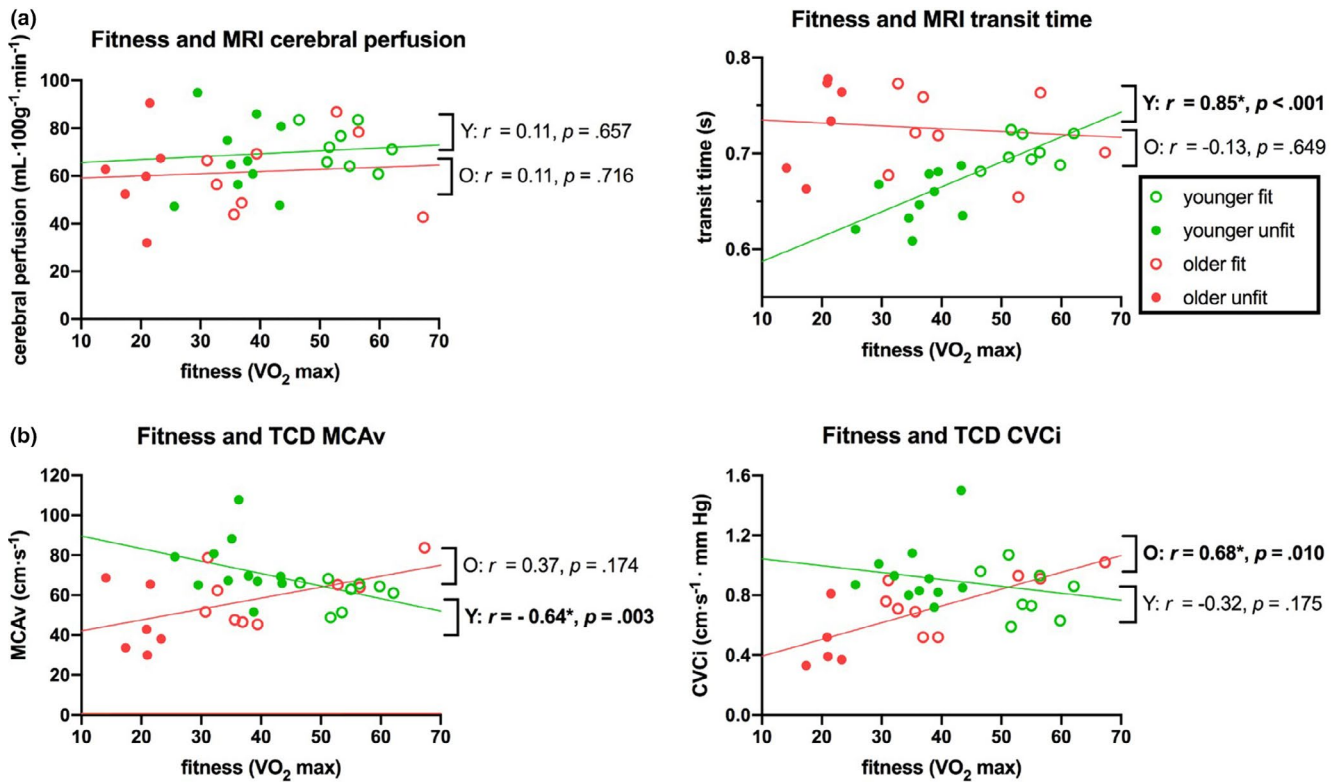 (a)
Fitness and MRI cerebral perfusion
cerebral perfusion (mL·100g⁻¹·min⁻¹)
100
80
60
40
20
0
10 20 30 40 50 60 70
fitness (VO₂ max)
Y: r = 0.11, p = .657
O: r = 0.11, p = .716
Fitness and MRI transit time
transit time (s)
0.8
0.7
0.6
10 20 30 40 50 60 70
fitness (VO₂ max)
Y: r = 0.85*, p < .001
O: r = -0.13, p = .649
younger fit
younger unfit
older fit
older unfit
(b)
Fitness and TCD MCAv
MCAv (cm·s⁻¹)
120
100
80
60
40
20
0
10 20 30 40 50 60 70
fitness (VO₂ max)
O: r = 0.37, p = .174
Y: r = - 0.64*, p = .003
Fitness and TCD CVCi
CVCi (cm·s⁻¹ · mm Hg)
1.6
1.2
0.8
0.4
0.0
10 20 30 40 50 60 70
fitness (VO₂ max)
O: r = 0.68*, p = .010
Y: r = -0.32, p = .175